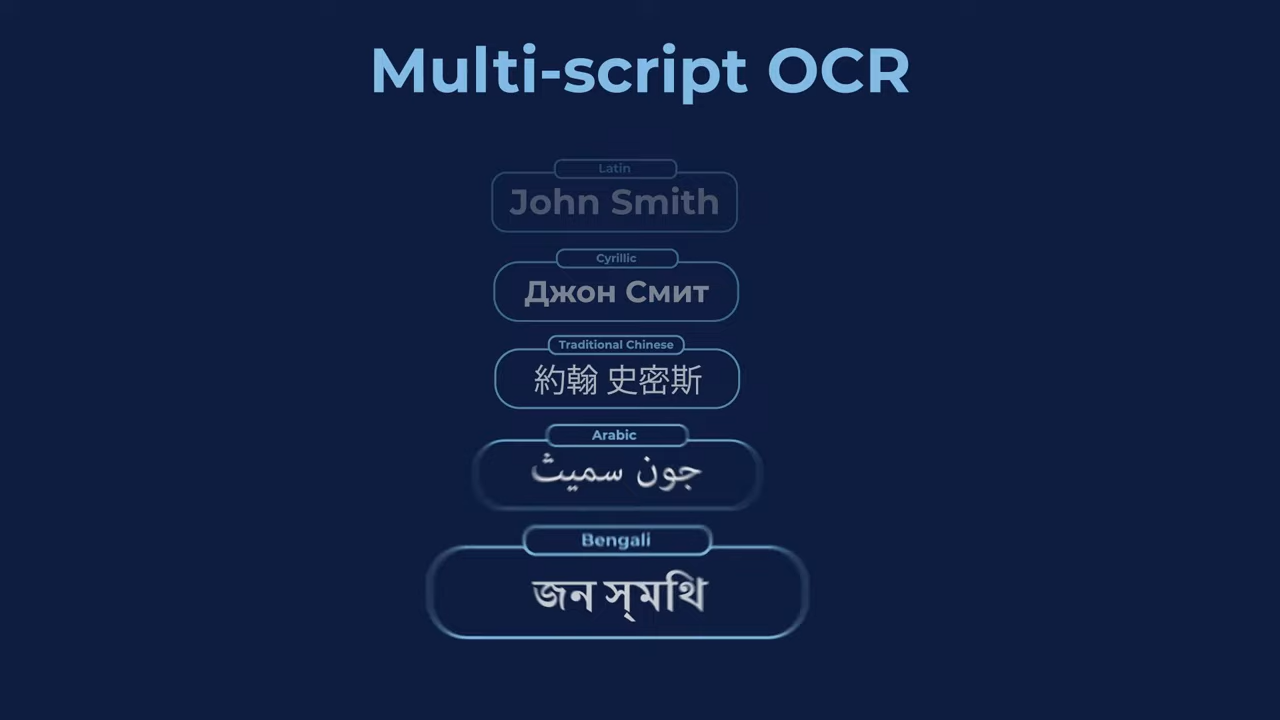 Multi-script OCR
Latin
John Smith
Cyrillic
Джон Смит
Traditional Chinese
約翰 史密斯
Arabic
جون سميث
Bengali
জন স্‌মথি